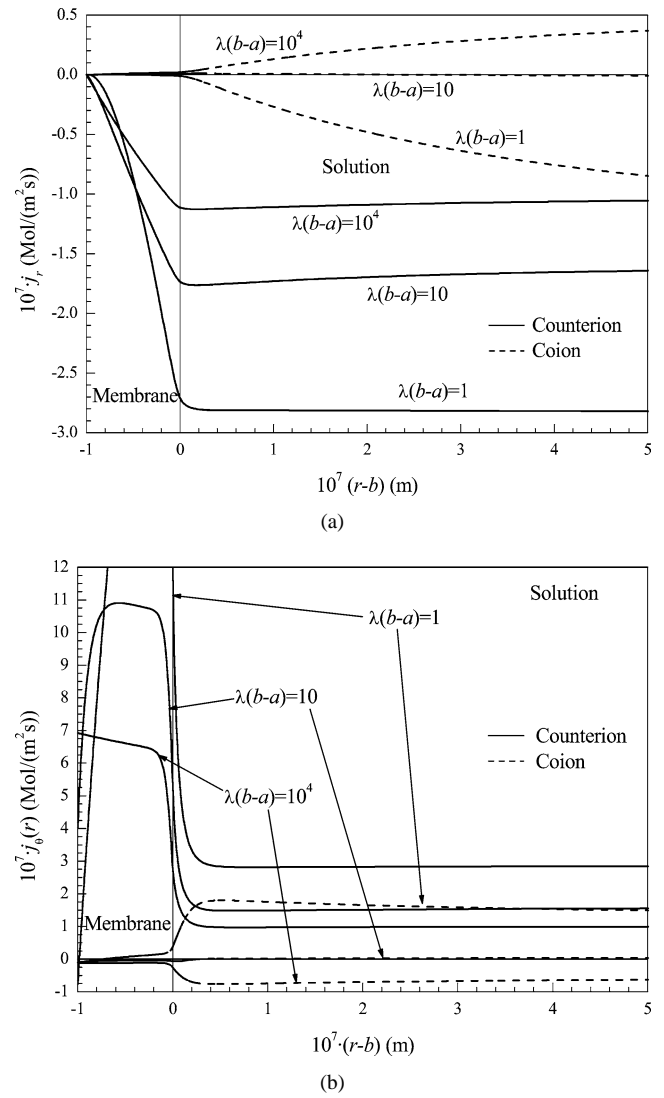 0.5
0.0
-0.5
-1.0
-1.5
-2.0
-2.5
-3.0
10⁷·jᵣ (Mol/(m²s))
λ(b-a)=10⁴
λ(b-a)=10
λ(b-a)=1
Solution
λ(b-a)=10⁴
λ(b-a)=10
Counterion
Coion
Membrane
λ(b-a)=1
-1 0 1 2 3 4 5
10⁷ (r-b) (m)
(a)
12
11
10
9
8
7
6
5
4
3
2
1
0
-1
10⁷·j_θ(r) (Mol/(m²s))
Solution
λ(b-a)=1
λ(b-a)=10
Counterion
Coion
λ(b-a)=10⁴
Membrane
-1 0 1 2 3 4 5
10⁷·(r-b) (m)
(b)